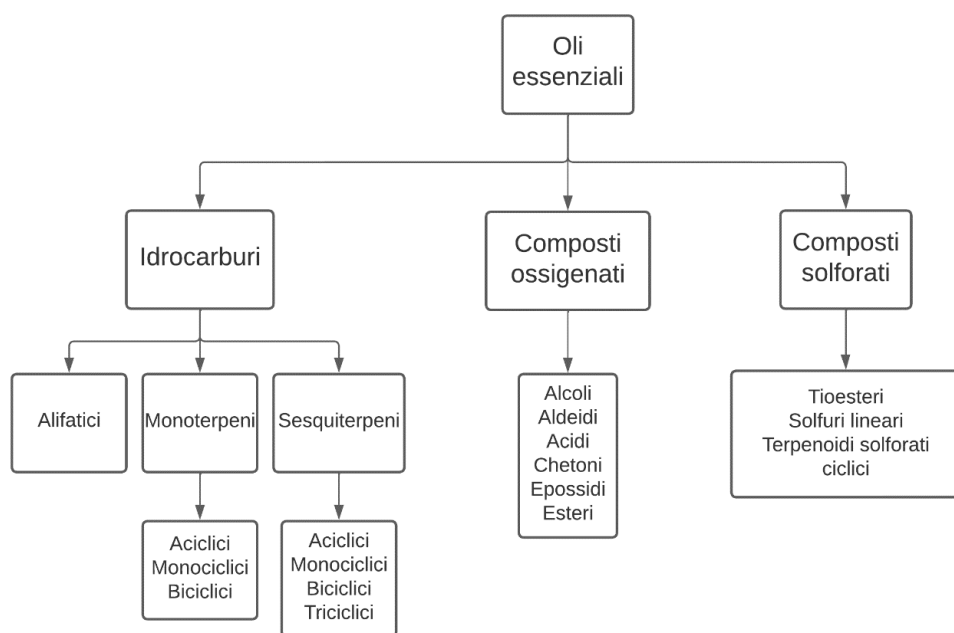 Oli
essenziali
Idrocarburi
Composti
ossigenati
Composti
solforati
Alifatici
Monoterpeni
Sesquiterpeni
Alcoli
Aldeidi
Acidi
Chetoni
Epossidi
Esteri
Tioesteri
Solfuri lineari
Terpenoidi solforati
ciclici
Aciclici
Monociclici
Biciclici
Aciclici
Monociclici
Biciclici
Triciclici